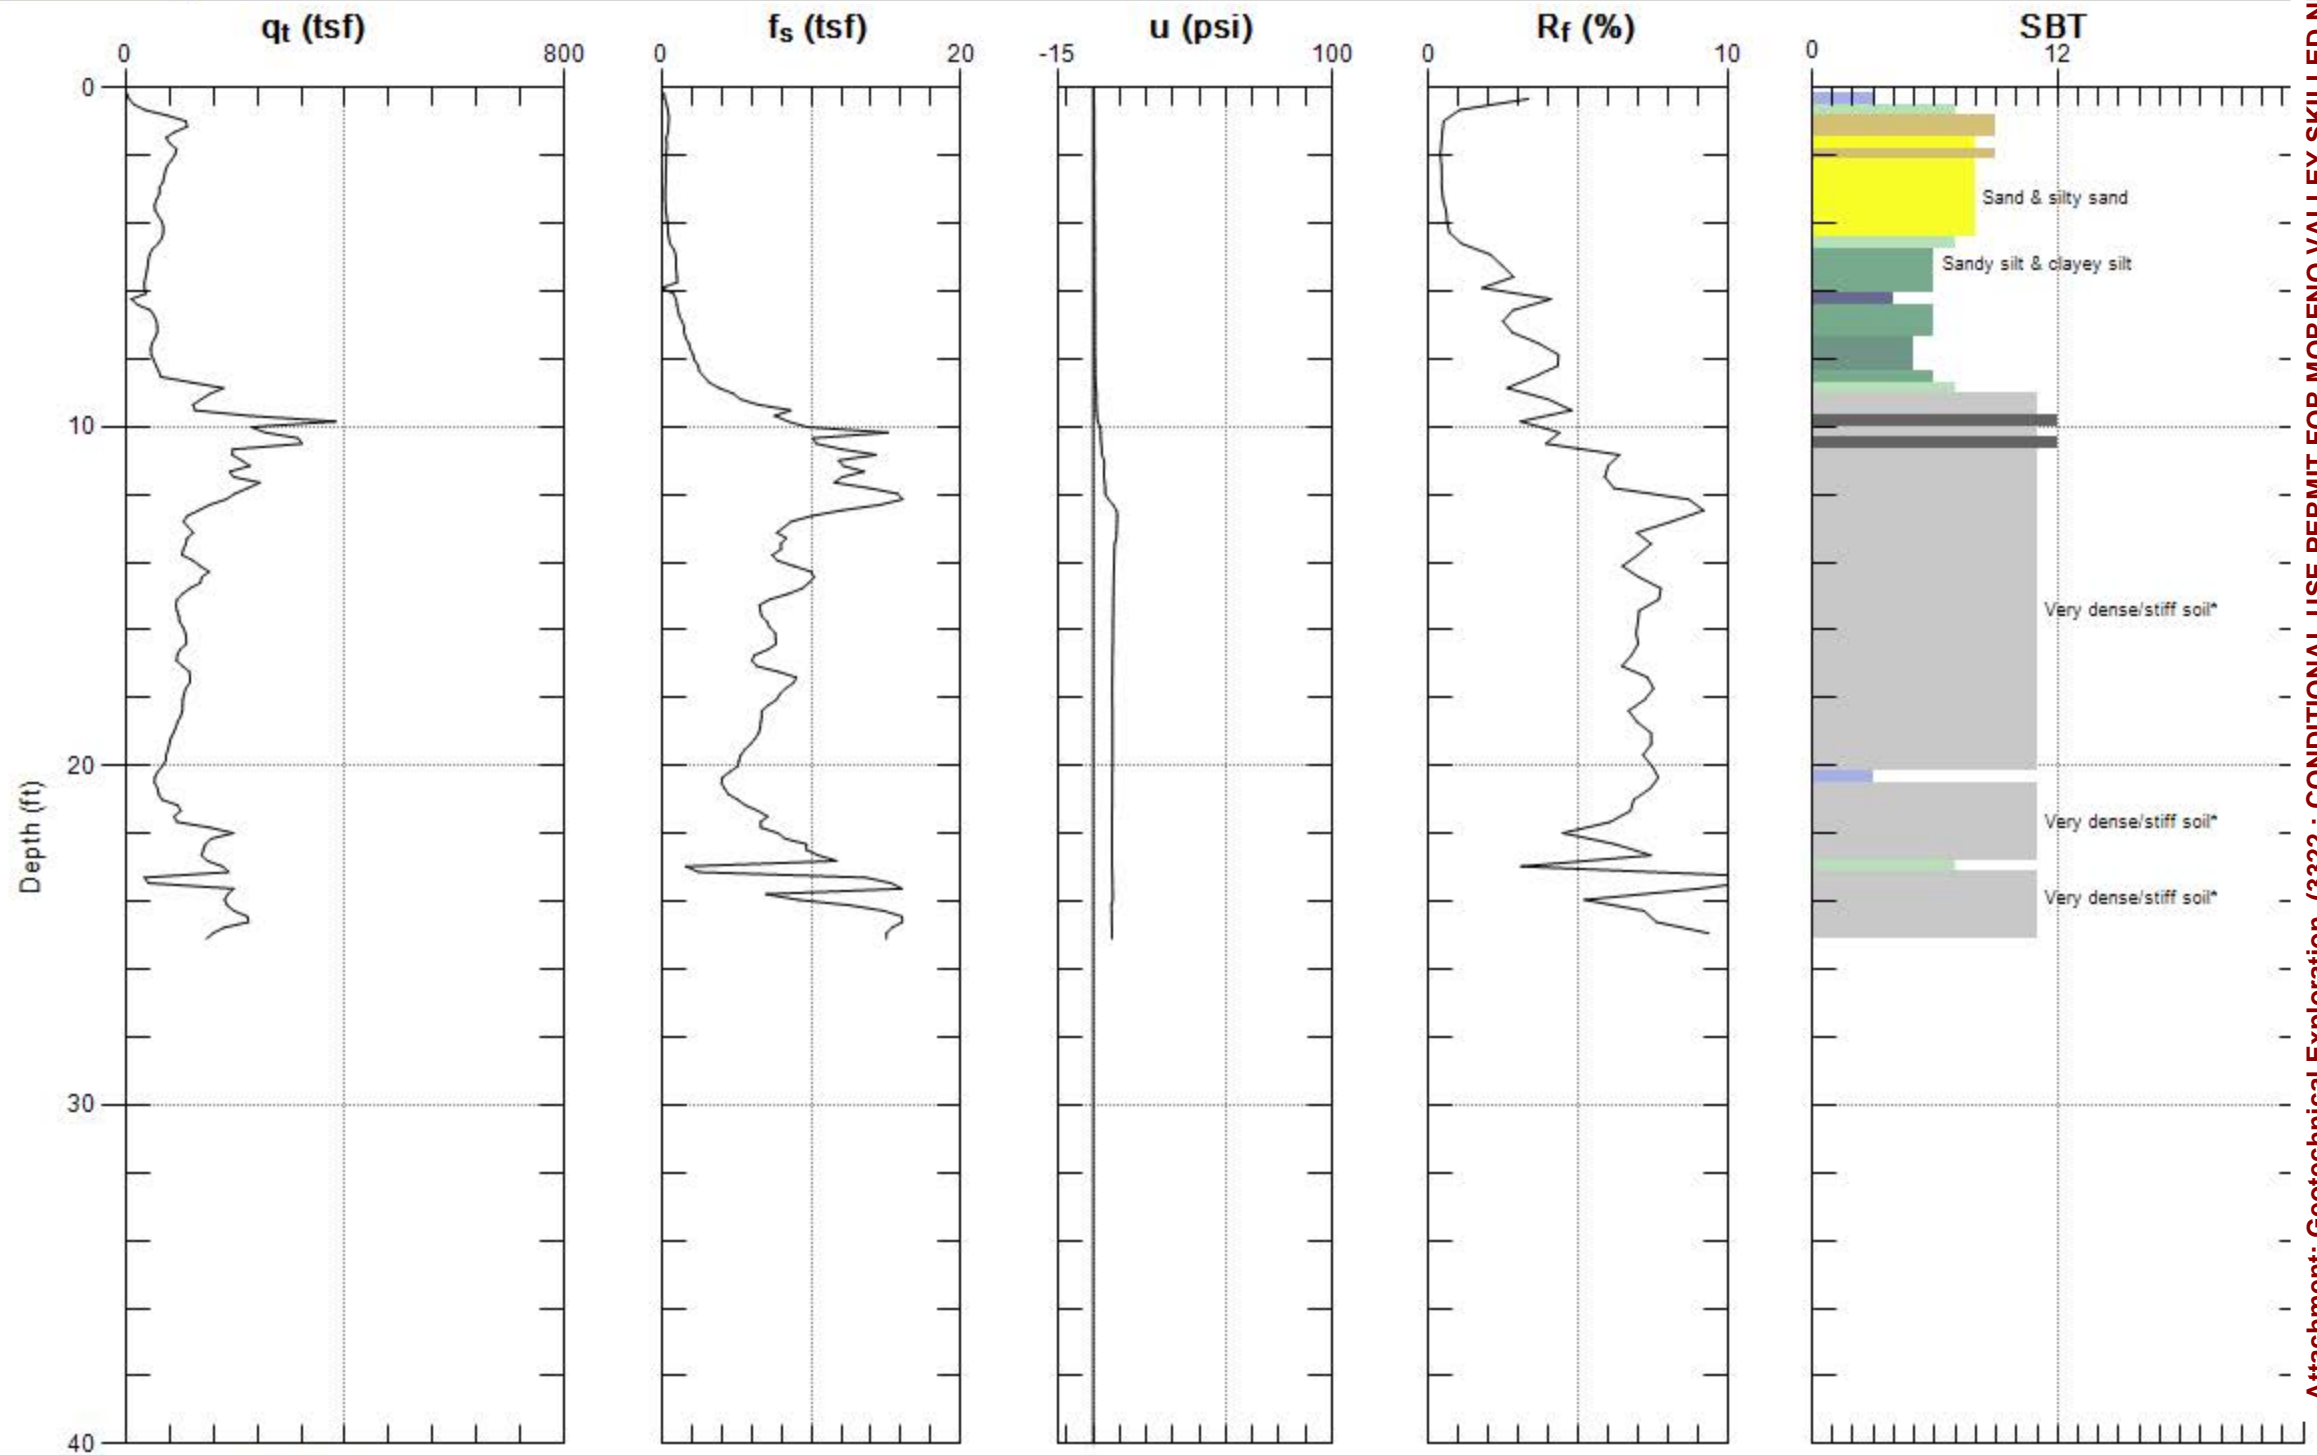 qt (tsf)
fs (tsf)
u (psi)
Rf (%)
SBT
0
800
0
20
-15
100
0
10
0
12
0
10
20
30
40
Depth (ft)
Sand & silty sand
Sandy silt & clayey silt
Very dense/stiff soil*
Very dense/stiff soil*
Very dense/stiff soil*
Attachment: Geotechnical Exploration (3322 : CONDITIONAL USE PERMIT FOR MORENO VALLEY SKILLED N